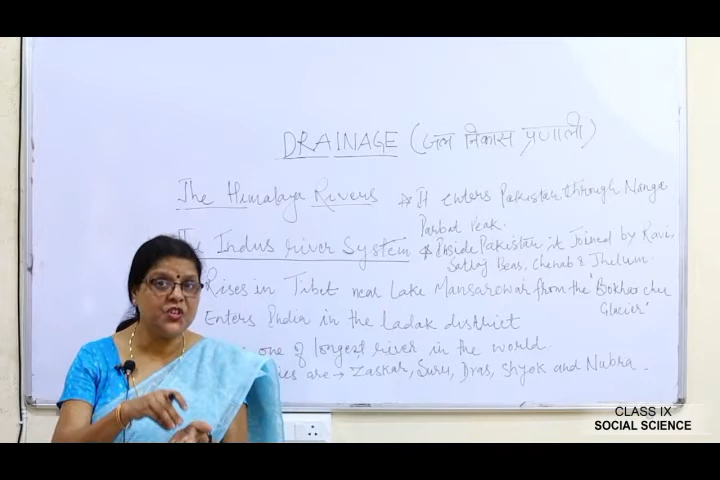 DRAINAGE (जल निकास प्रणाली)
The Himalaya Rivers
☆ It enters Pakistan through Nanga
Parbat Peak.
The Indus river System
☆ Inside Pakistan it Joined by Ravi,
Satluj Beas, Chenab & Jhelum.
Rises in Tibet near Lake Mansarowar from the "Bokhar chu
Glacier"
Enters India in the Ladak district
one of longest river in the world.
are → Zaskar, Suru, Dras, Shyok and Nubra.
CLASS IX
SOCIAL SCIENCE